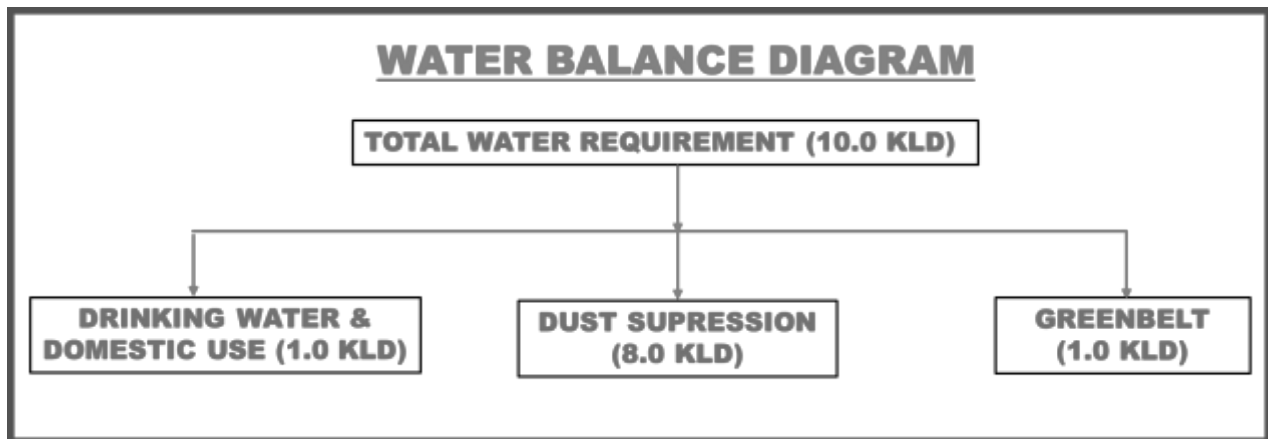 WATER BALANCE DIAGRAM
TOTAL WATER REQUIREMENT (10.0 KLD)
DRINKING WATER &
DOMESTIC USE (1.0 KLD)
DUST SUPRESSION
(8.0 KLD)
GREENBELT
(1.0 KLD)